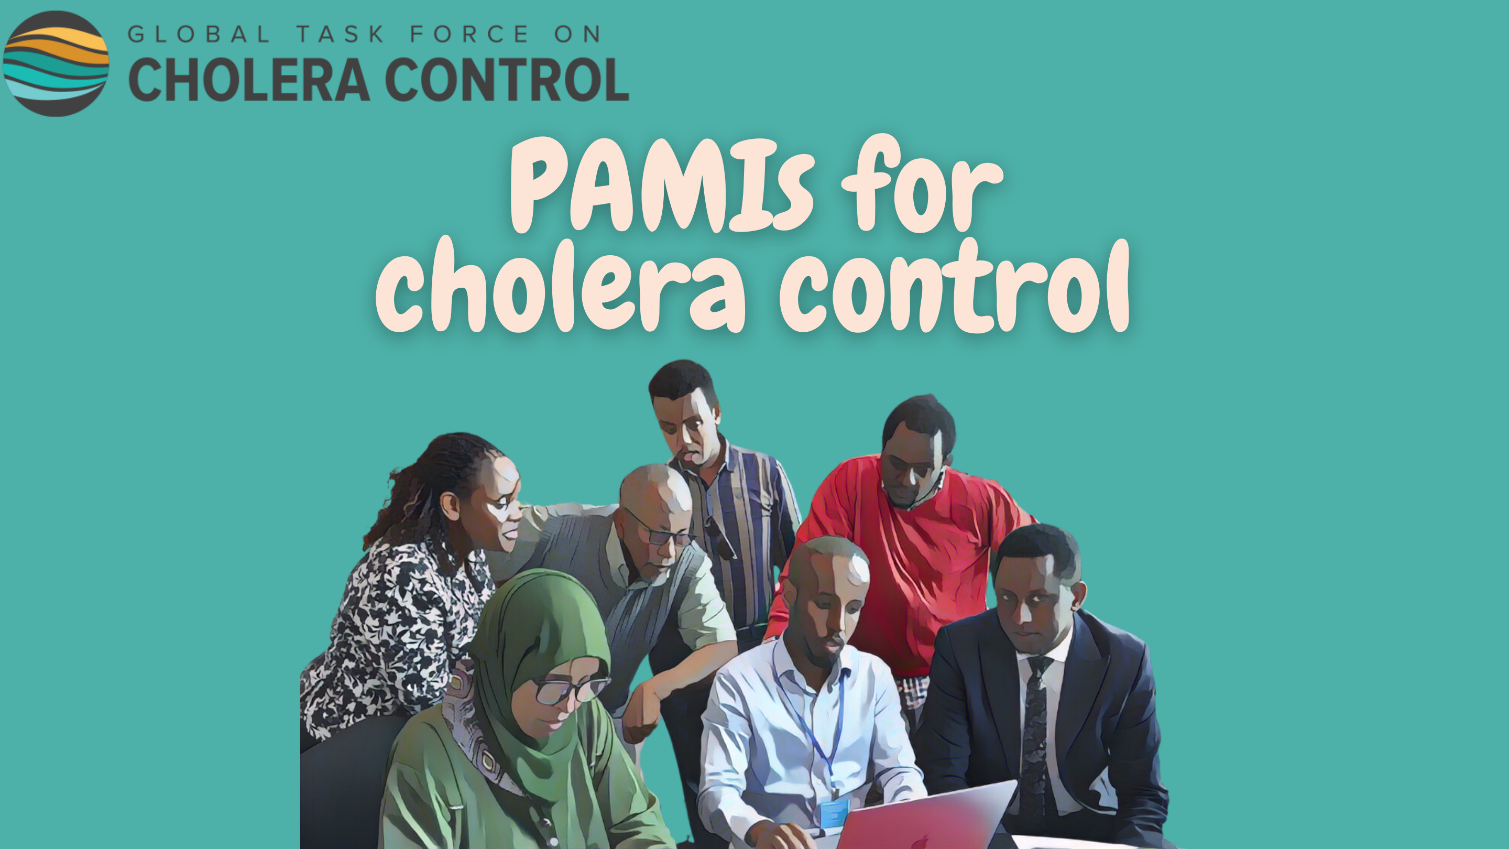 GLOBAL TASK FORCE ON
CHOLERA CONTROL
PAMIs for
cholera control